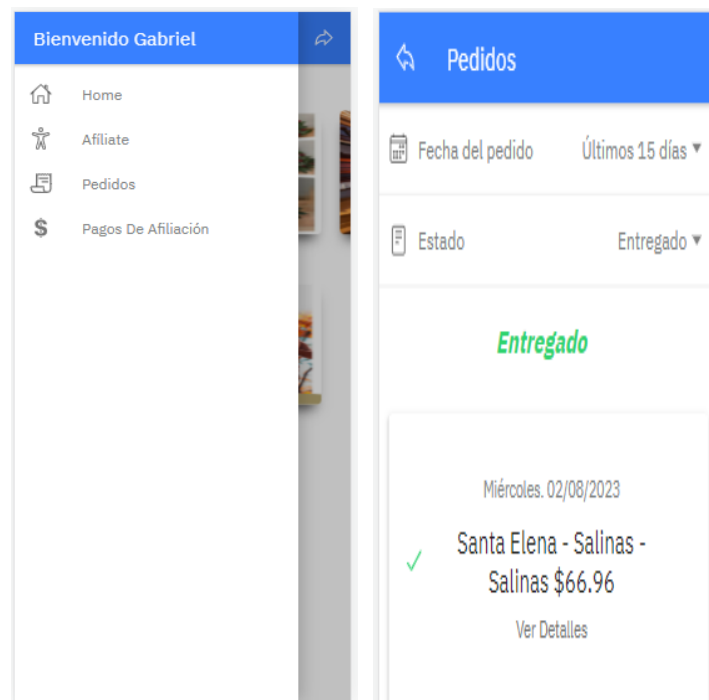 Bienvenido Gabriel
Home
Afíliate
Pedidos
$ Pagos De Afiliación
Pedidos
Fecha del pedido Últimos 15 días
Estado Entregado
Entregado
Miércoles. 02/08/2023
Santa Elena - Salinas -
Salinas $66.96
Ver Detalles